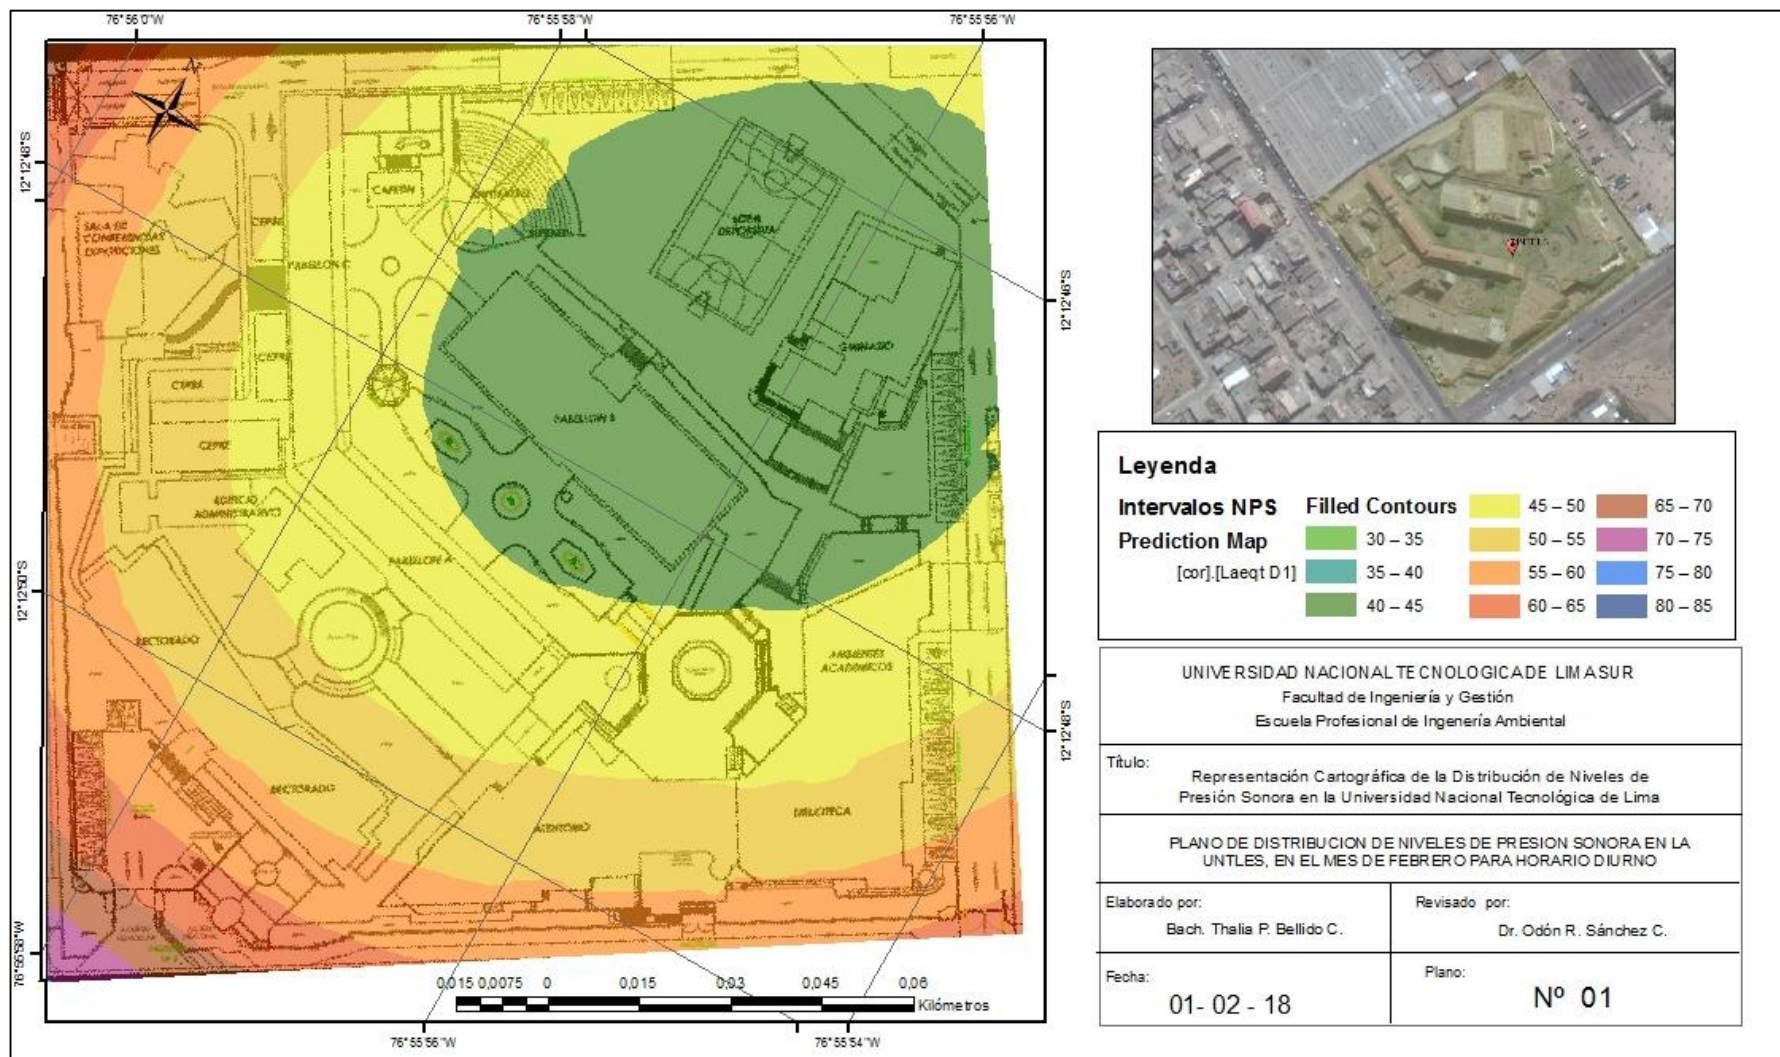 76°56'0"W
76°55'58"W
76°55'56"W
12°12'48"S
12°12'50"S
76°55'58"W
12°12'46"S
12°12'48"S
76°55'56"W
76°55'54"W
N
CAFETIN
CEPRE
SALA DE
CONFERENCIAS
EXPOSICIONES
PABELLON C
LOZA
DEPORTIVA
GIMNASIO
CEPRE
PABELLON B
CEPRE
EDIFICIO
ADMINISTRATIVO
PABELLON A
RECTORADO
AMBIENTES
ACADEMICOS
RECTORADO
AUDITORIO
BIBLIOTECA
0,015 0,0075 0 0,015 0,03 0,045 0,06
Kilómetros
Leyenda
Intervalos NPS
Prediction Map
[cor].[Laeqt D1]
Filled Contours
30 – 35
35 – 40
40 – 45
45 – 50
50 – 55
55 – 60
60 – 65
65 – 70
70 – 75
75 – 80
80 – 85
UNIVERSIDAD NACIONAL TECNOLOGICA DE LIMA SUR
Facultad de Ingeniería y Gestión
Escuela Profesional de Ingenería Ambiental
Título:
Representación Cartográfica de la Distribución de Niveles de
Presión Sonora en la Universidad Nacional Tecnológica de Lima
PLANO DE DISTRIBUCION DE NIVELES DE PRESION SONORA EN LA
UNTLES, EN EL MES DE FEBRERO PARA HORARIO DIURNO
Elaborado por:
Bach. Thalia P. Bellido C.
Revisado por:
Dr. Odón R. Sánchez C.
Fecha:
01- 02 - 18
Plano:
Nº 01